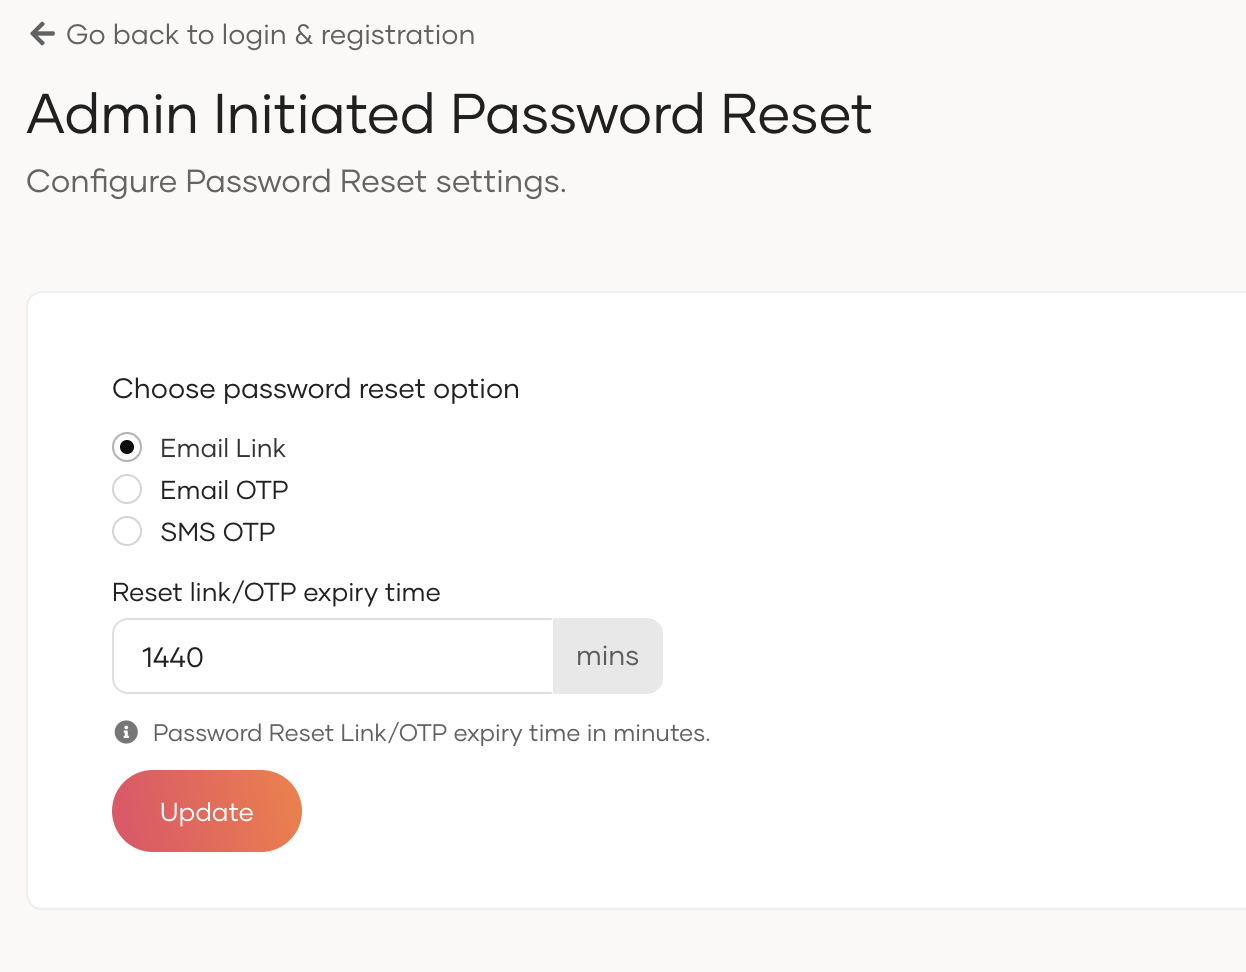 Go back to login & registration
Admin Initiated Password Reset
Configure Password Reset settings.
Choose password reset option
Email Link
Email OTP
SMS OTP
Reset link/OTP expiry time
1440 mins
Password Reset Link/OTP expiry time in minutes.
Update